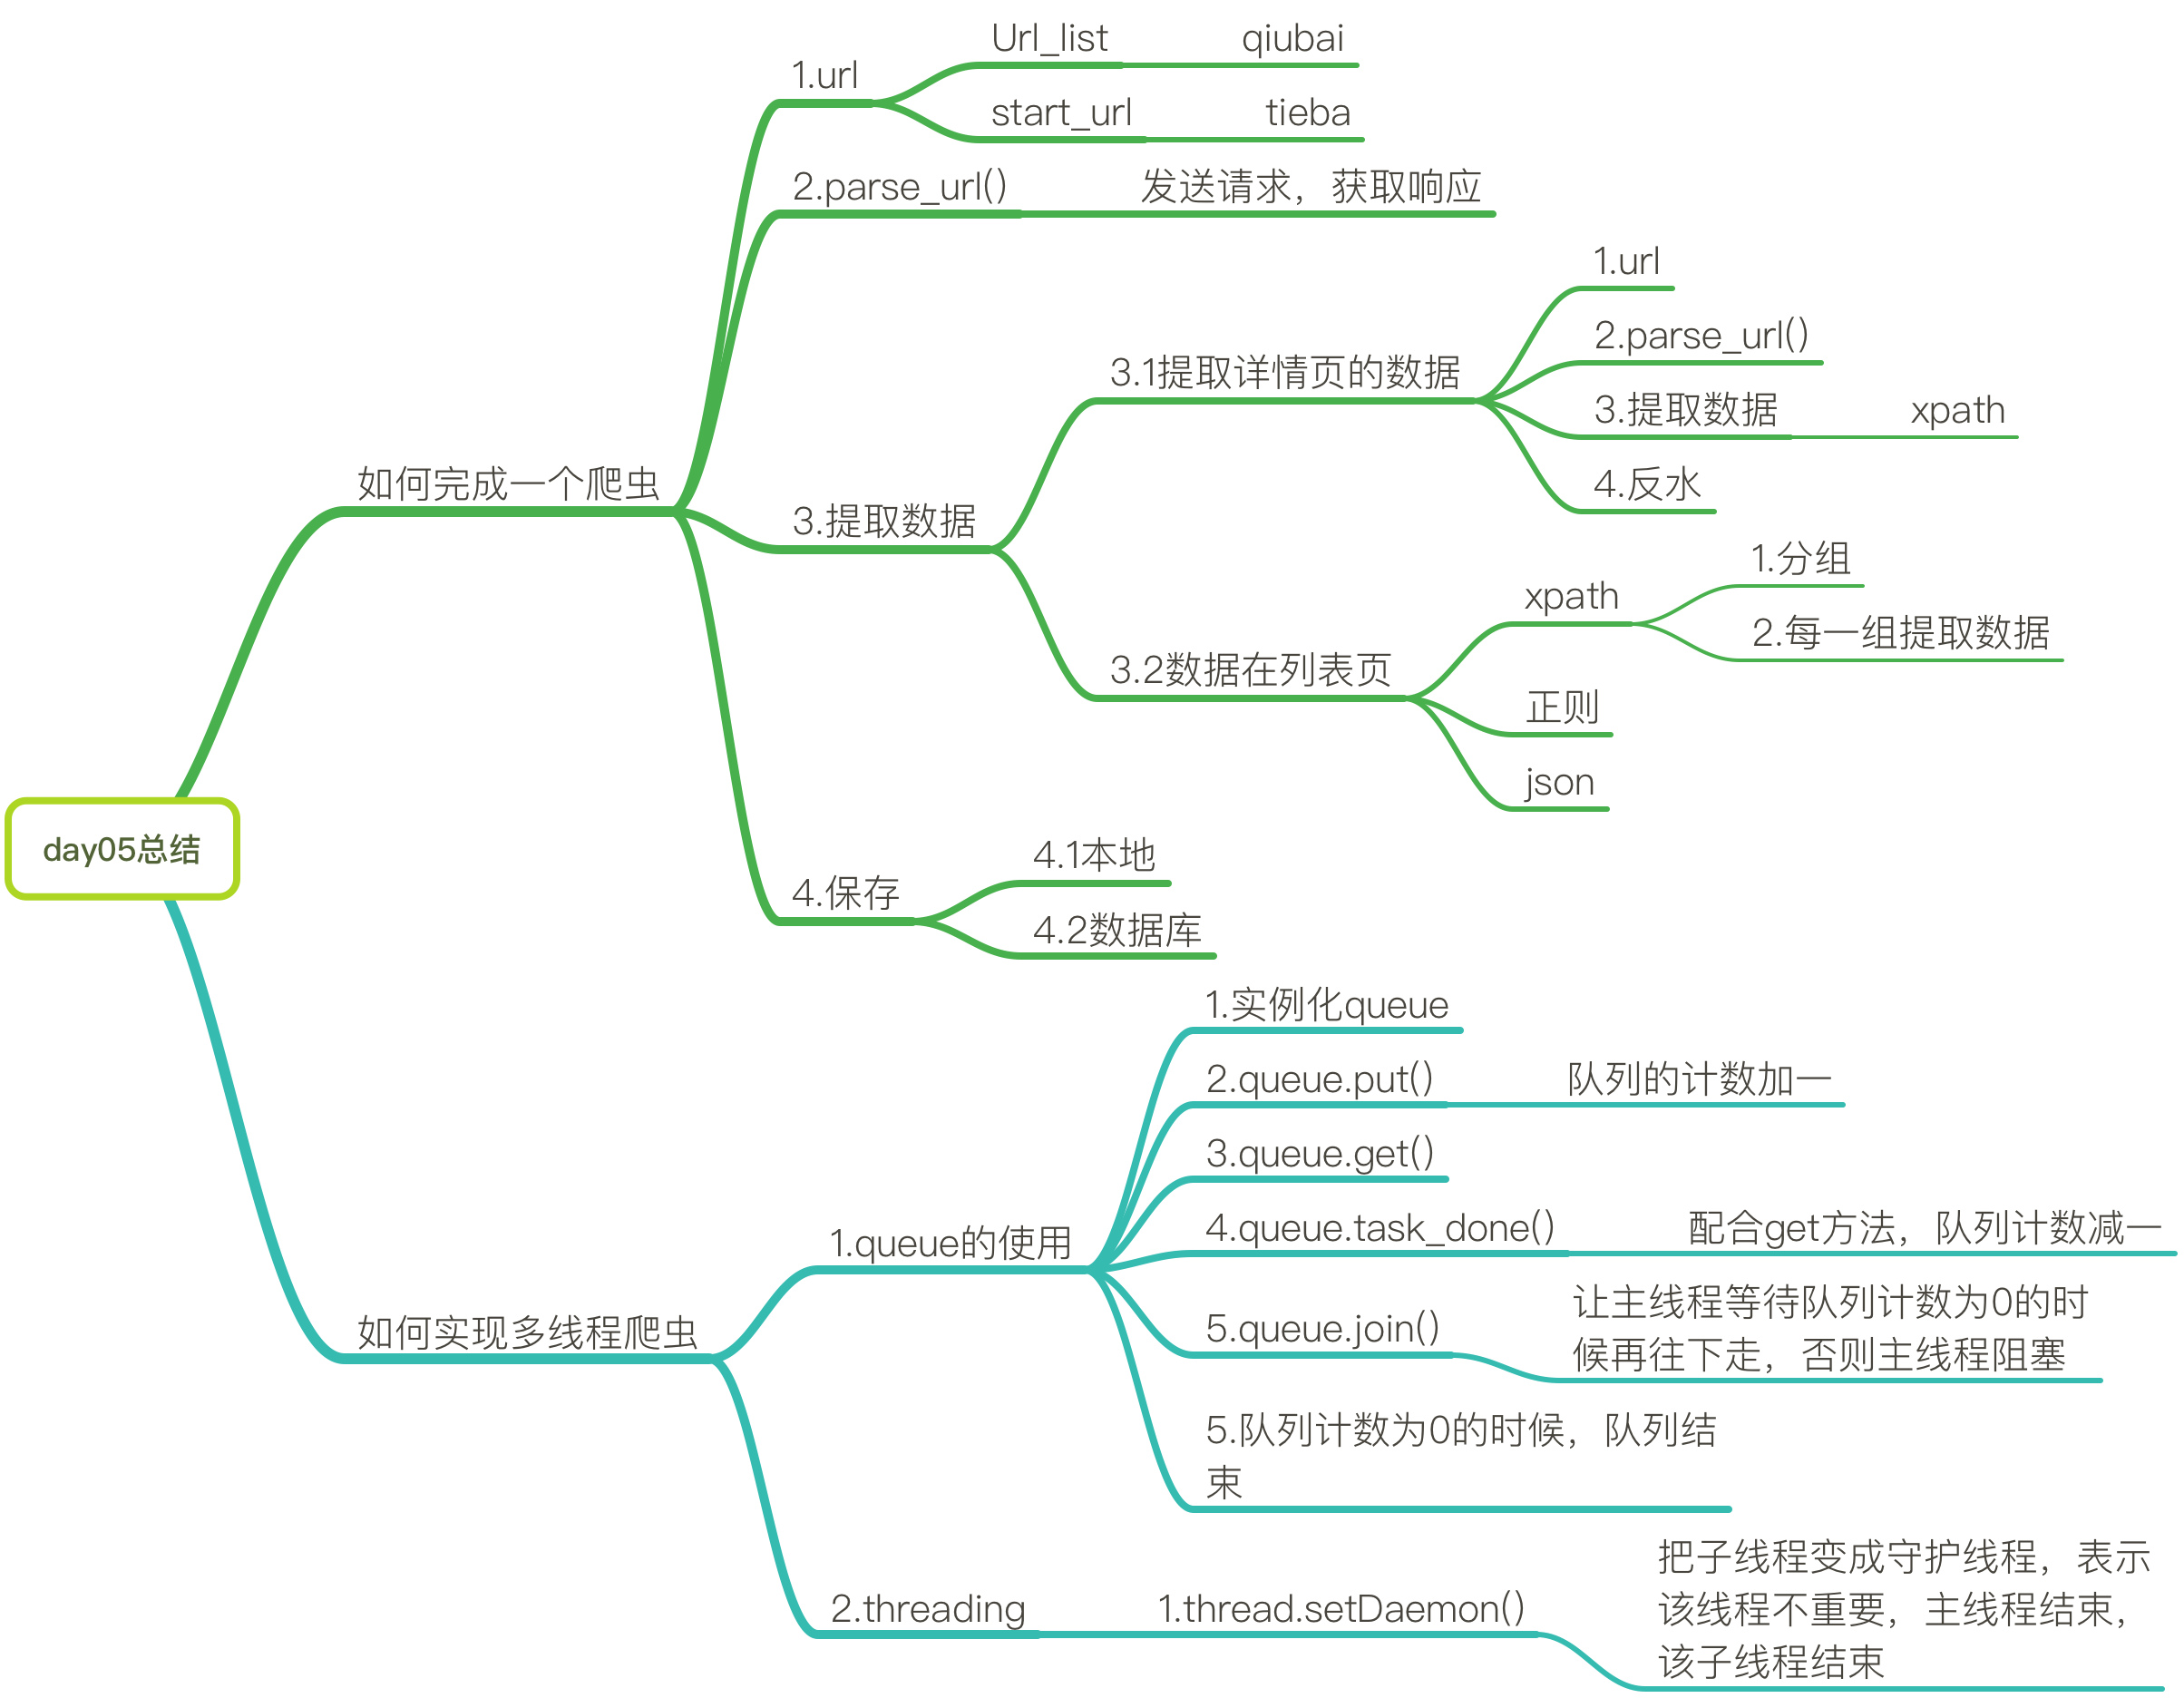 day05总结
如何完成一个爬虫
1.url
Url_list
qiubai
start_url
tieba
2.parse_url()
发送请求，获取响应
3.提取数据
3.1提取详情页的数据
1.url
2.parse_url()
3.提取数据
xpath
4.反水
3.2数据在列表页
xpath
1.分组
2.每一组提取数据
正则
json
4.保存
4.1本地
4.2数据库
如何实现多线程爬虫
1.queue的使用
1.实例化queue
2.queue.put()
队列的计数加一
3.queue.get()
4.queue.task_done()
配合get方法，队列计数减一
5.queue.join()
让主线程等待队列计数为0的时
候再往下走，否则主线程阻塞
5.队列计数为0的时候，队列结
束
2.threading
1.thread.setDaemon()
把子线程变成守护线程，表示
该线程不重要，主线程结束，
该子线程结束